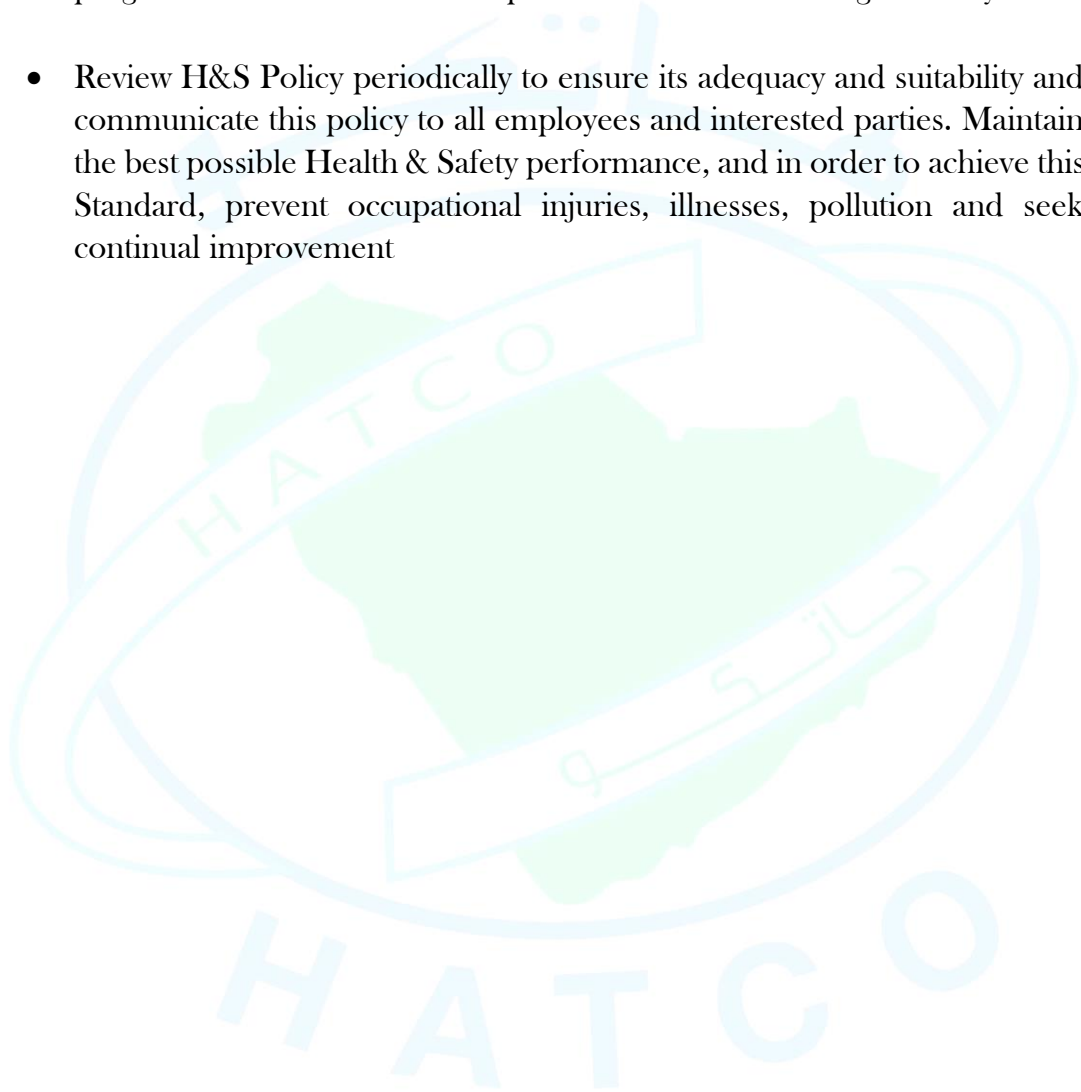 • Review H&S Policy periodically to ensure its adequacy and suitability and
communicate this policy to all employees and interested parties. Maintain
the best possible Health & Safety performance, and in order to achieve this
Standard, prevent occupational injuries, illnesses, pollution and seek
continual improvement
HATCO
حاتكو
HATCO